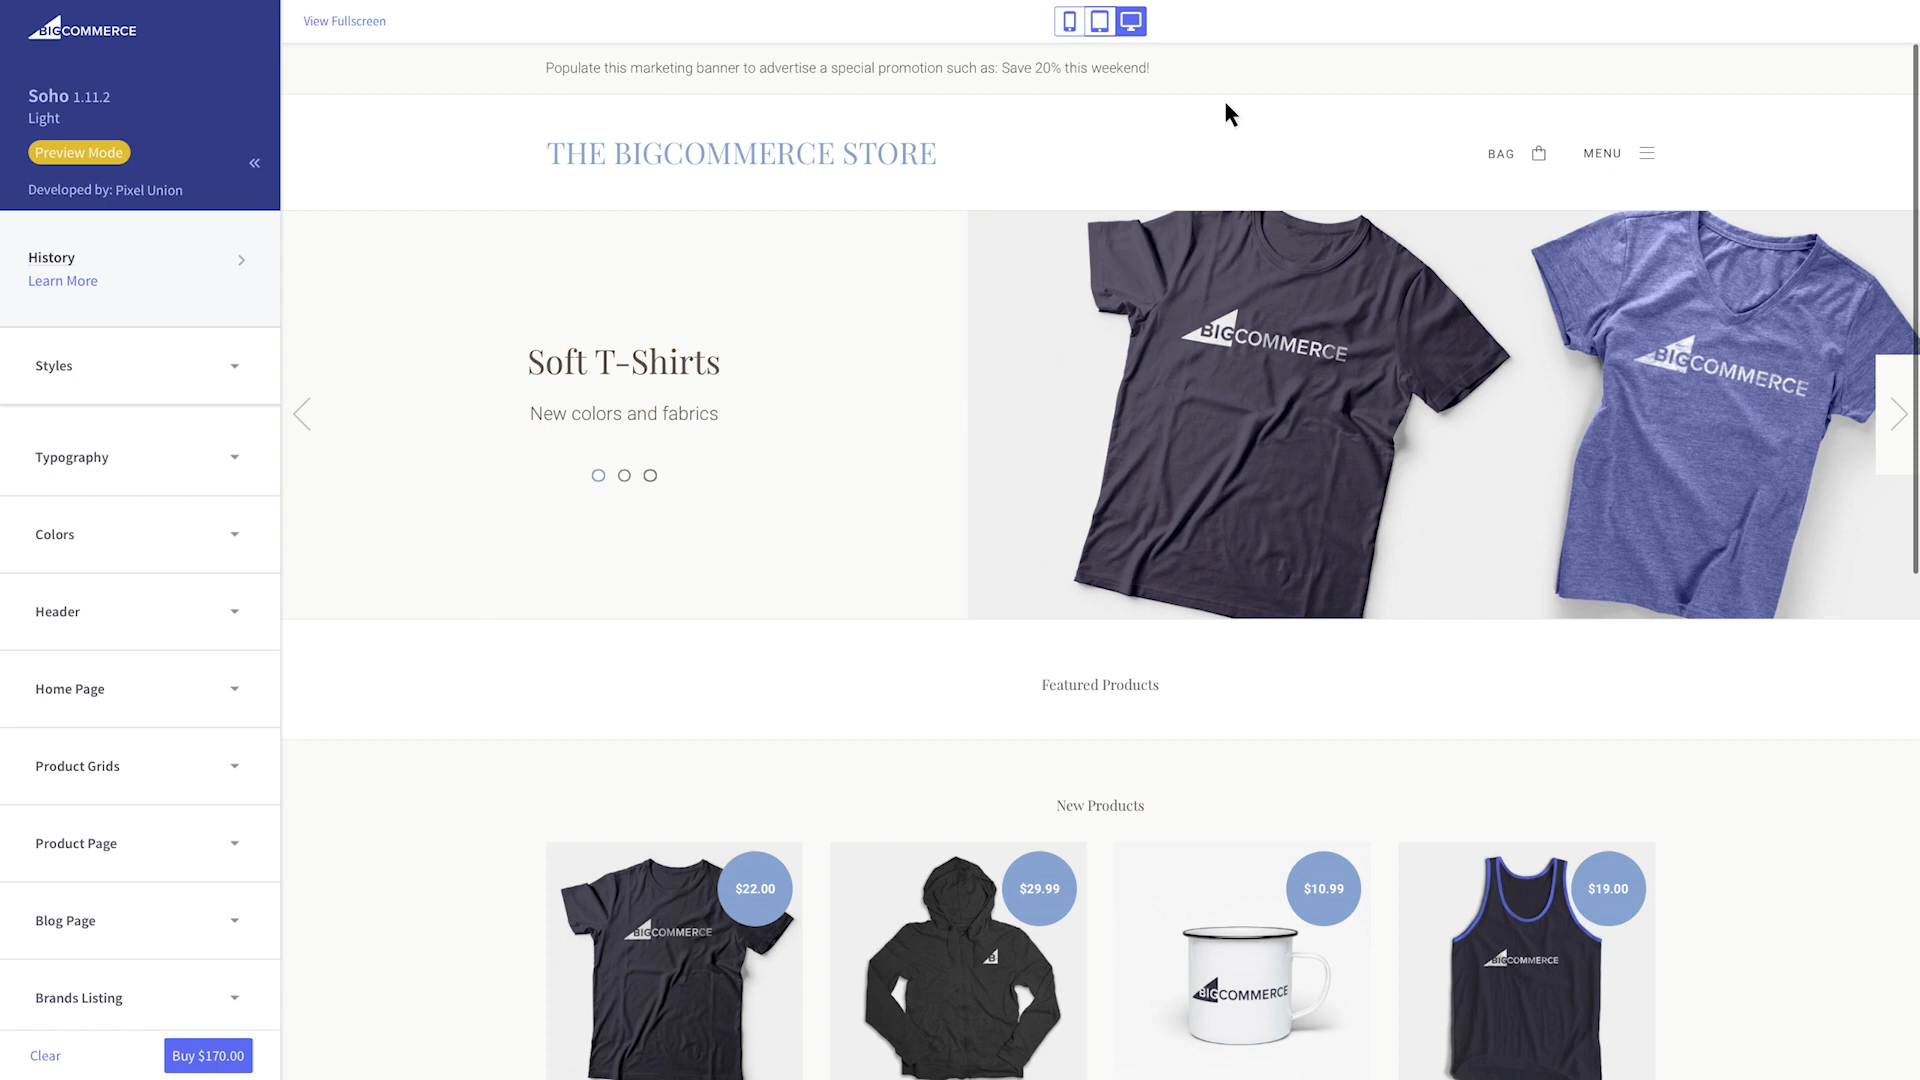 BIGCOMMERCE
View Fullscreen
Soho 1.11.2
Light
Preview Mode
Developed by: Pixel Union
History
Learn More
Styles
Typography
Colors
Header
Home Page
Product Grids
Product Page
Blog Page
Brands Listing
Clear
Buy $170.00
Populate this marketing banner to advertise a special promotion such as: Save 20% this weekend!
THE BIGCOMMERCE STORE
BAG
MENU
Soft T-Shirts
New colors and fabrics
BIGCOMMERCE
BIGCOMMERCE
Featured Products
New Products
$22.00
$29.99
$10.99
$19.00
BIGCOMMERCE
B
BIGCOMMERCE
BIGCOMMERCE